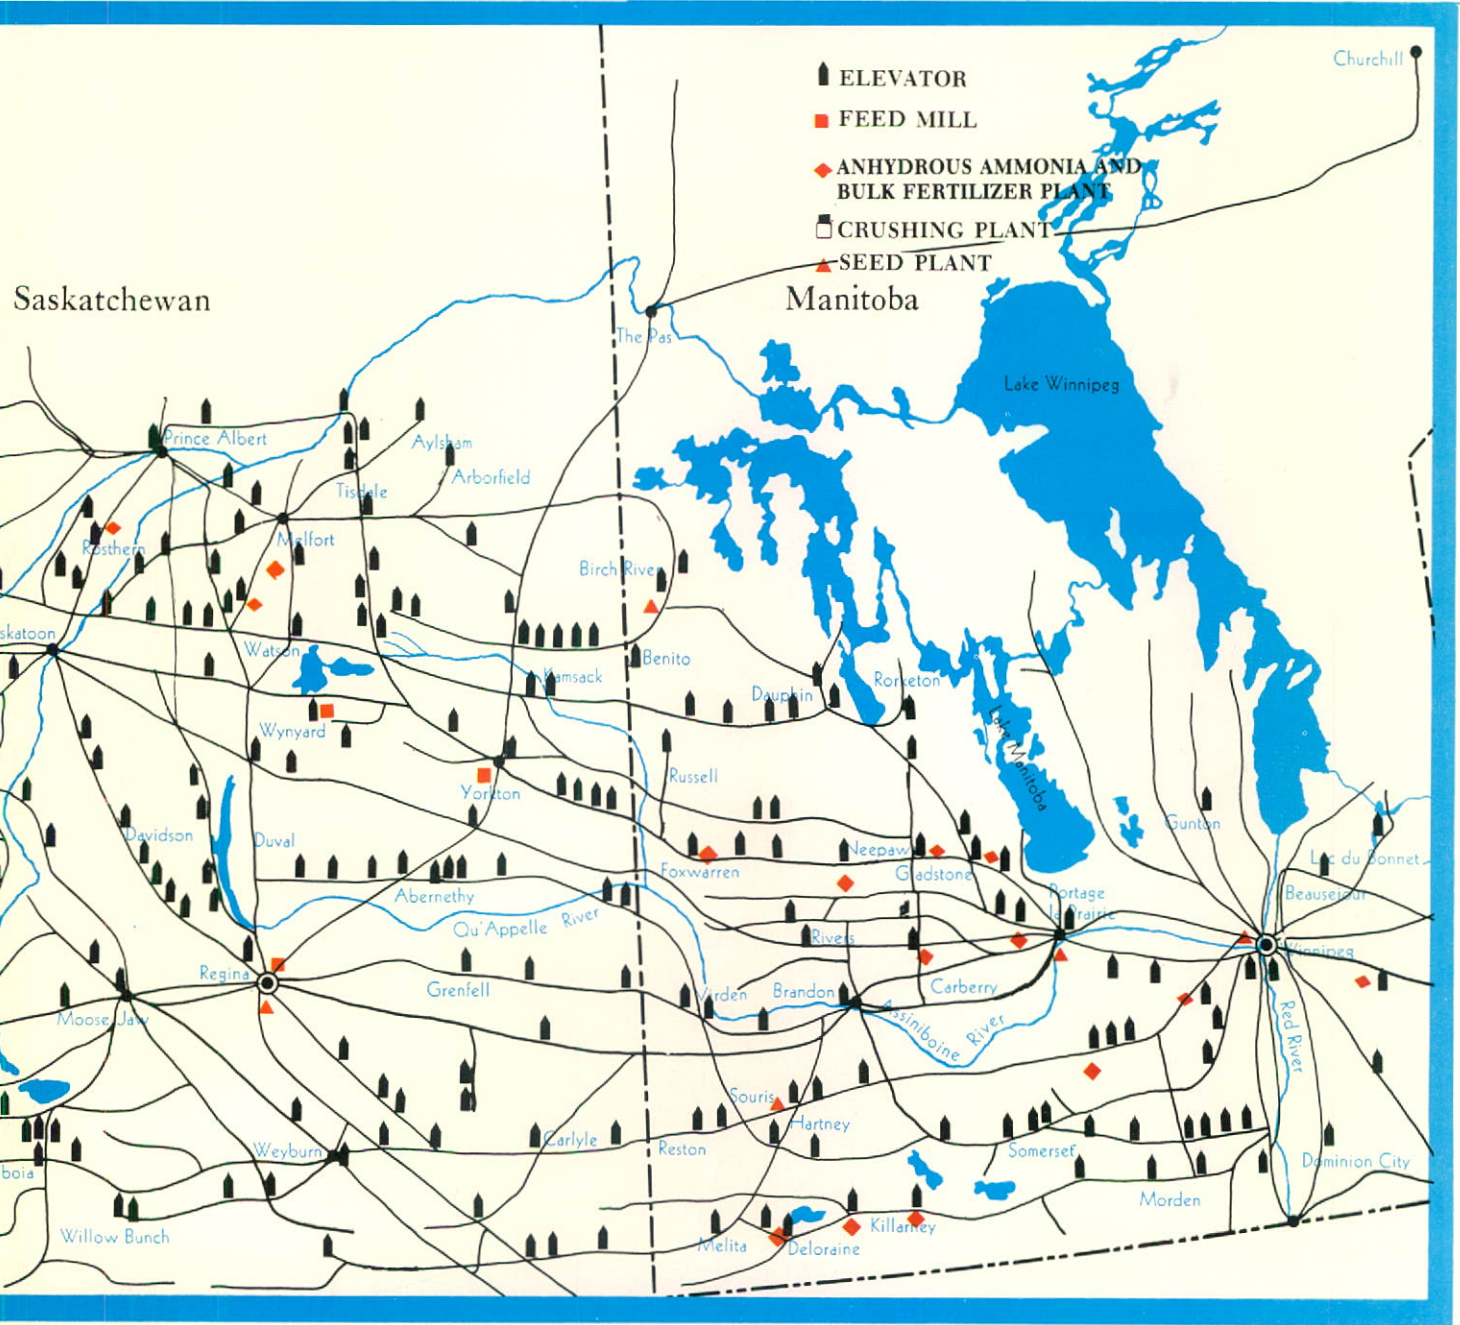 Churchill
ELEVATOR
FEED MILL
ANHYDROUS AMMONIA AND
BULK FERTILIZER PLANT
CRUSHING PLANT
SEED PLANT
Saskatchewan
Manitoba
The Pas
Lake Winnipeg
Prince Albert
Aylsham
Arborfield
Tisdale
Melfort
Rosthern
Birch River
skatoon
Watson
Benito
Kamsack
Dauphin
Rorketon
Wynyard
Lake Manitoba
Russell
Yorkton
Davidson
Duval
Gunton
Neepawa
Lac du Bonnet
Foxwarren
Gladstone
Abernethy
Portage
la Prairie
Beausejour
Qu'Appelle River
Rivers
Winnipeg
Regina
Grenfell
Virden
Brandon
Carberry
Moose Jaw
Assiniboine River
Red River
Souris
Hartney
Weyburn
Carlyle
Reston
Somerset
Dominion City
boia
Morden
Willow Bunch
Melita
Deloraine
Killarney